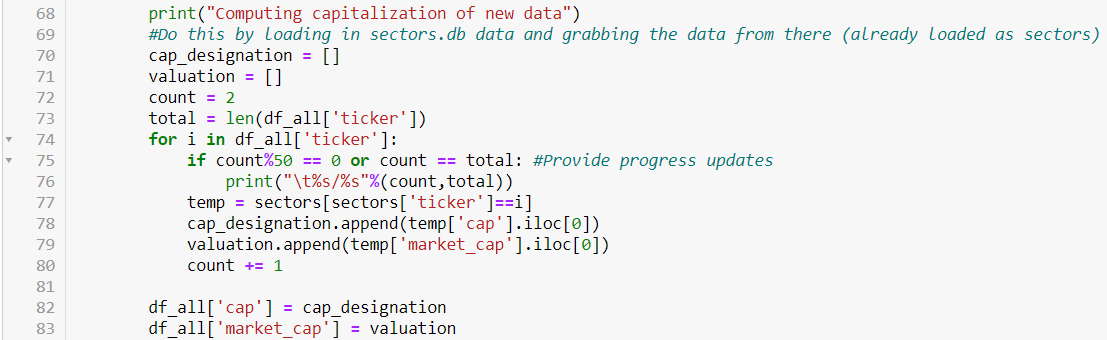 68 print("Computing capitalization of new data")
69 #Do this by loading in sectors.db data and grabbing the data from there (already loaded as sectors)
70 cap_designation = []
71 valuation = []
72 count = 2
73 total = len(df_all['ticker'])
74 for i in df_all['ticker']:
75 if count%50 == 0 or count == total: #Provide progress updates
76 print("\t%s/%s"%(count,total))
77 temp = sectors[sectors['ticker']==i]
78 cap_designation.append(temp['cap'].iloc[0])
79 valuation.append(temp['market_cap'].iloc[0])
80 count += 1
81
82 df_all['cap'] = cap_designation
83 df_all['market_cap'] = valuation